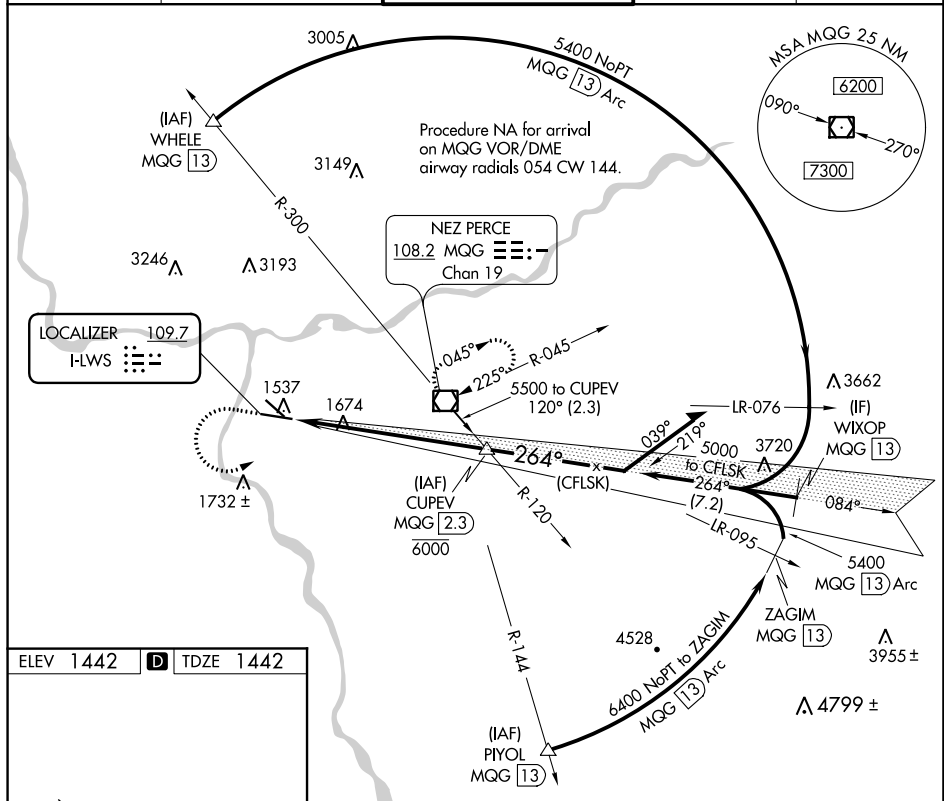 3005
5400 NoPT
MQG 13 Arc
MSA MQG 25 NM
6200
090°
270°
7300
(IAF)
WHELE
MQG 13
Procedure NA for arrival
on MQG VOR/DME
airway radials 054 CW 144.
3149
R-300
NEZ PERCE
108.2 MQG
Chan 19
3246
3193
LOCALIZER 109.7
I-LWS
045°
R-045
225°
5500 to CUPEV
120° (2.3)
1537
1674
3662
LR-076
(IF)
WIXOP
MQG 13
039°
219°
5000
to CFLSK
3720
264°
(CFLSK)
264°
(7.2)
084°
1732 ±
(IAF)
CUPEV
MQG 2.3
6000
R-120
LR-095
5400
MQG 13 Arc
ZAGIM
MQG 13
R-144
4528
6400 NoPT to ZAGIM
MQG 13 Arc
3955 ±
4799 ±
ELEV 1442 D TDZE 1442
(IAF)
PIYOL
MQG 13